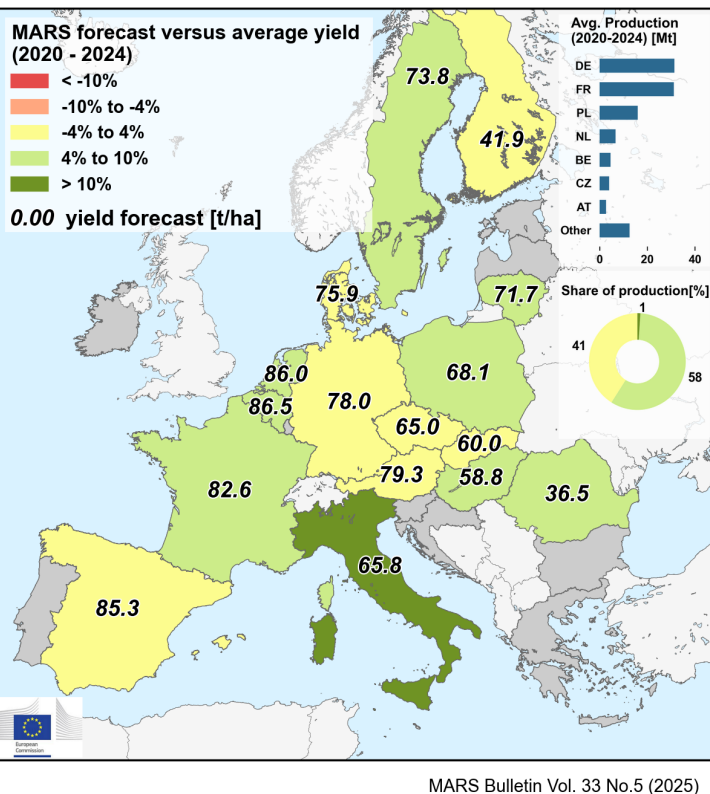 MARS forecast versus average yield
(2020 - 2024)
< -10%
-10% to -4%
-4% to 4%
4% to 10%
> 10%
0.00 yield forecast [t/ha]
Avg. Production
(2020-2024) [Mt]
DE
FR
PL
NL
BE
CZ
AT
Other
0 20 40
Share of production[%]
1
41
58
73.8
41.9
75.9
71.7
86.0
68.1
86.5
78.0
65.0
60.0
79.3
58.8
82.6
36.5
65.8
85.3
European
Commission
MARS Bulletin Vol. 33 No.5 (2025)